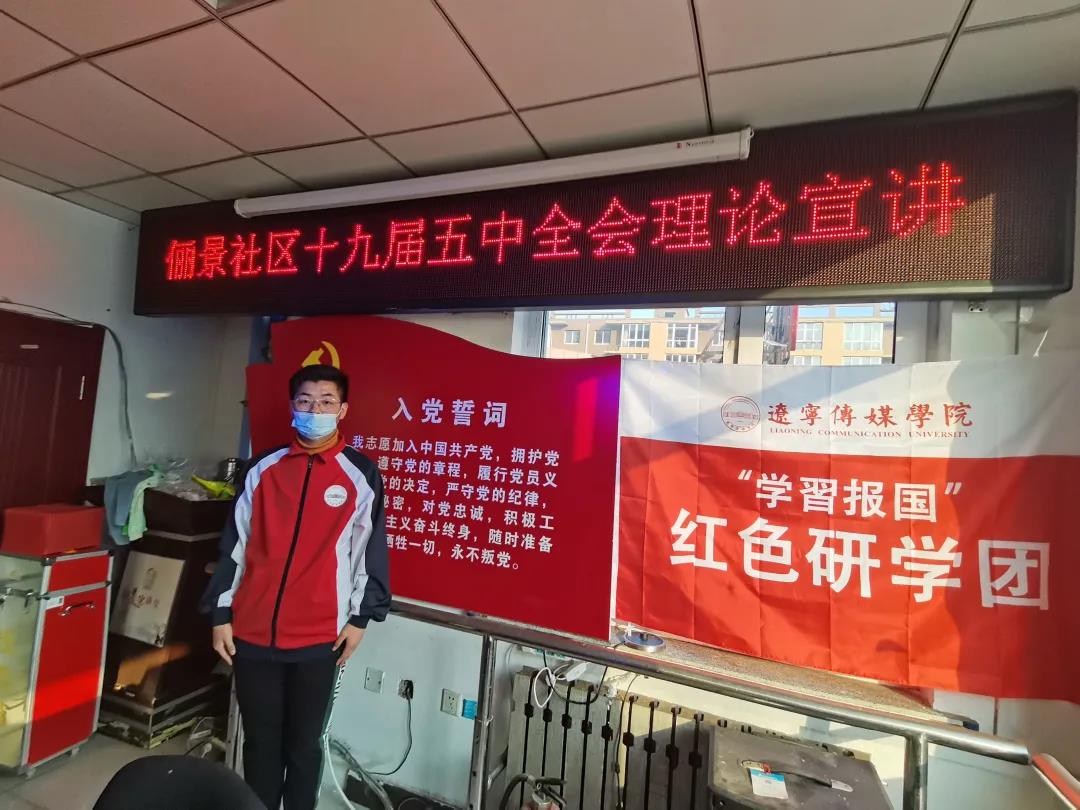 俪景社区十九届五中全会理论宣讲
入党誓词
我志愿加入中国共产党，拥护党
遵守党的章程，履行党员义
党的决定，严守党的纪律，
秘密，对党忠诚，积极工
主义奋斗终身，随时准备
牺牲一切，永不叛党。
遼寧傳媒學院
LIAONING COMMUNICATION UNIVERSITY
“学習报国”
红色研学团